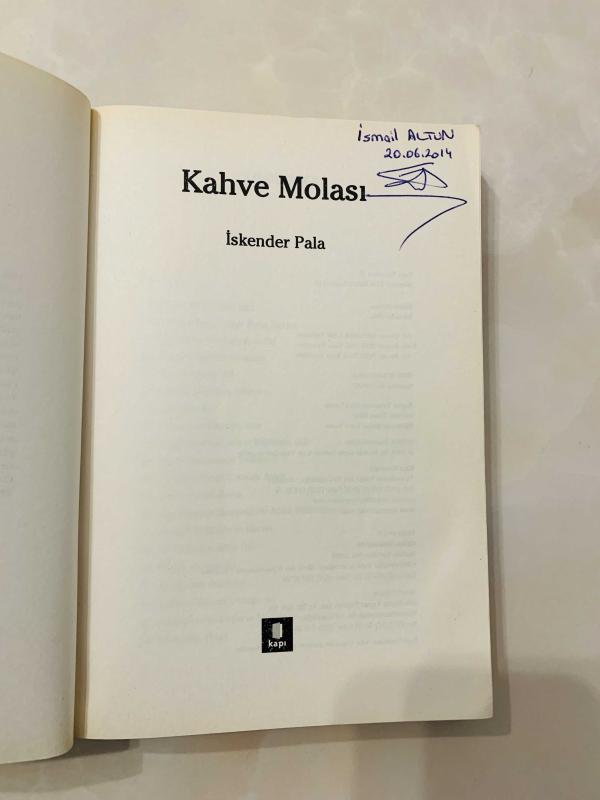 İsmail ALTUN
20.06.2014
Kahve Molası
İskender Pala
kapı